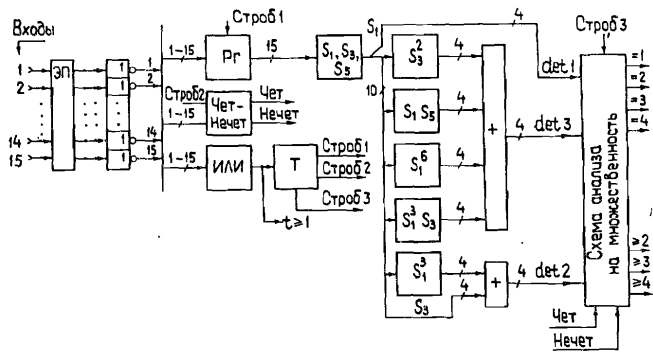 Входы
1
2
14
15
ЭП
1
1
1
1
1
2
14
15
1-15
Рг
Строб1
15
S₁, S₃, S₅
1-15
Строб2
Чет-Нечет
Чет
Нечет
1-15
ИЛИ
t≥1
Т
Строб1
Строб2
Строб3
S₁
4
10
S₃²
4
S₁ S₅
4
S₁⁶
4
S₁³ S₃
4
+
4
det1
det3
S₁³
4
S₃
4
+
4
det2
Строб3
Схема анализа на множественность
=1
=2
=3
=4
≥2
≥3
≥4
Чет
Нечет